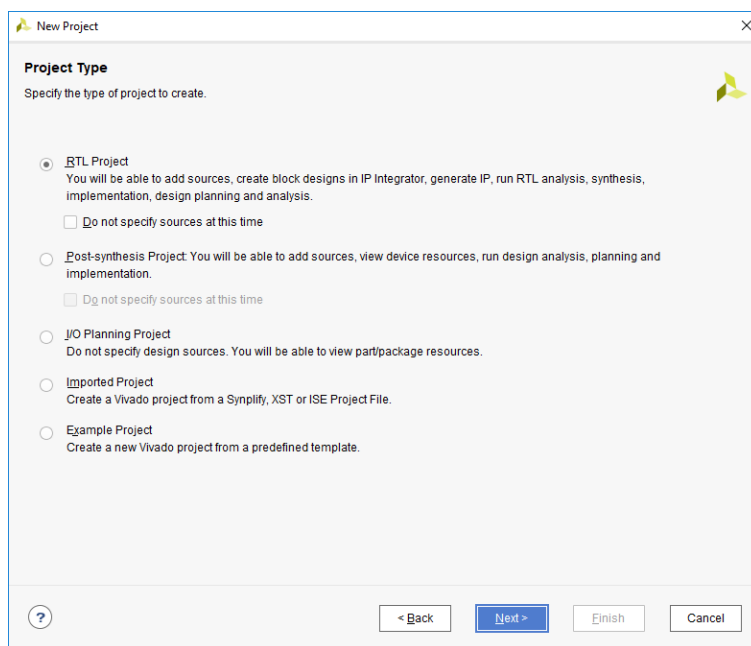 New Project
Project Type
Specify the type of project to create.
RTL Project
You will be able to add sources, create block designs in IP Integrator, generate IP, run RTL analysis, synthesis,
implementation, design planning and analysis.
Do not specify sources at this time
Post-synthesis Project: You will be able to add sources, view device resources, run design analysis, planning and
implementation.
Do not specify sources at this time
I/O Planning Project
Do not specify design sources. You will be able to view part/package resources.
Imported Project
Create a Vivado project from a Synplify, XST or ISE Project File.
Example Project
Create a new Vivado project from a predefined template.
? < Back Next > Finish Cancel